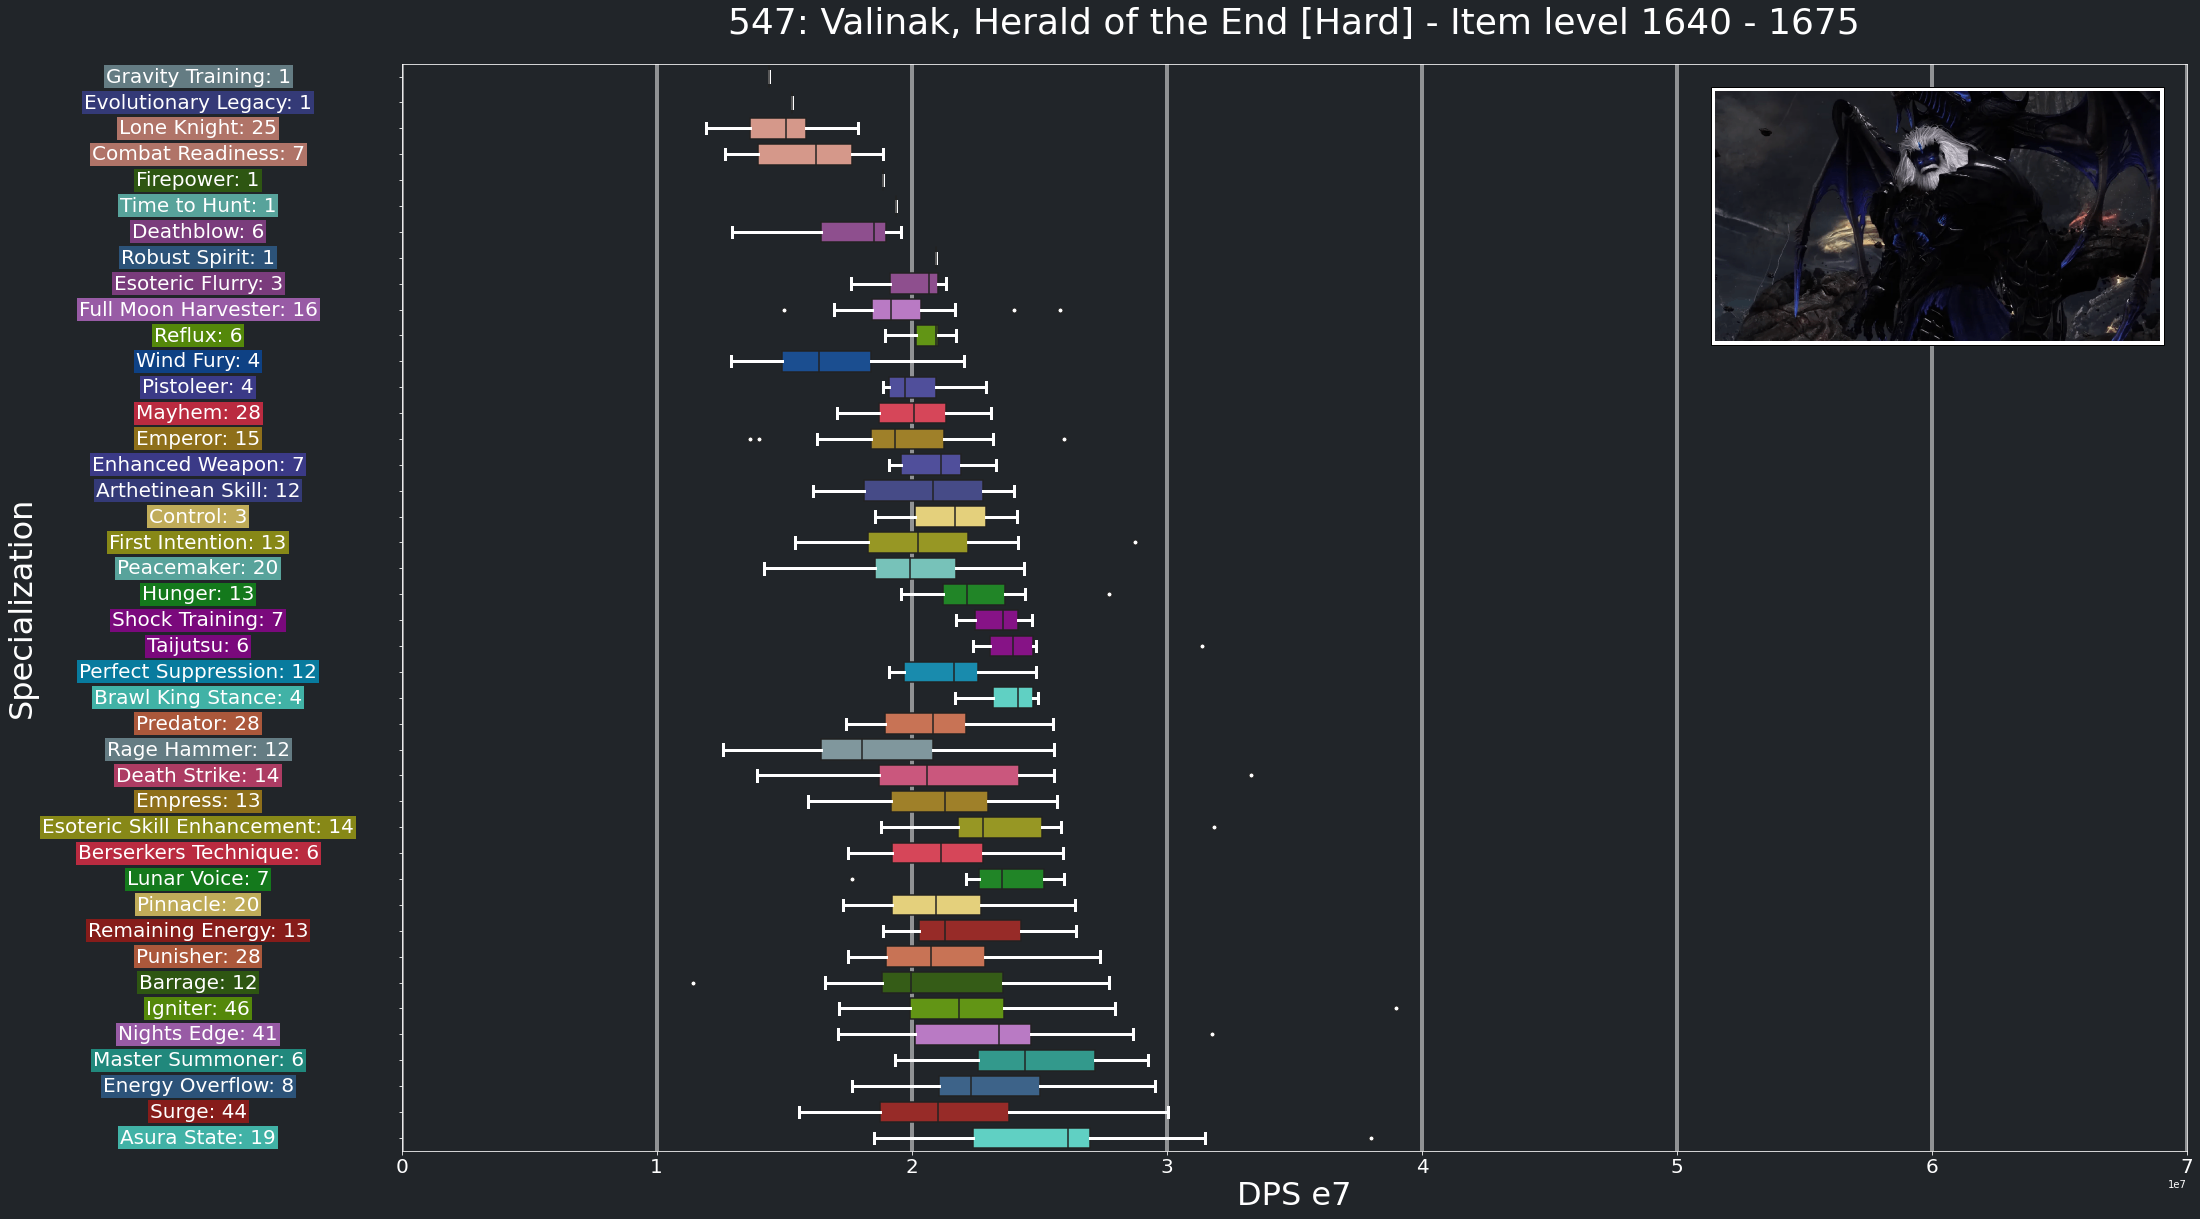 547: Valinak, Herald of the End [Hard] - Item level 1640 - 1675
Specialization
Gravity Training: 1
Evolutionary Legacy: 1
Lone Knight: 25
Combat Readiness: 7
Firepower: 1
Time to Hunt: 1
Deathblow: 6
Robust Spirit: 1
Esoteric Flurry: 3
Full Moon Harvester: 16
Reflux: 6
Wind Fury: 4
Pistoleer: 4
Mayhem: 28
Emperor: 15
Enhanced Weapon: 7
Arthetinean Skill: 12
Control: 3
First Intention: 13
Peacemaker: 20
Hunger: 13
Shock Training: 7
Taijutsu: 6
Perfect Suppression: 12
Brawl King Stance: 4
Predator: 28
Rage Hammer: 12
Death Strike: 14
Empress: 13
Esoteric Skill Enhancement: 14
Berserkers Technique: 6
Lunar Voice: 7
Pinnacle: 20
Remaining Energy: 13
Punisher: 28
Barrage: 12
Igniter: 46
Nights Edge: 41
Master Summoner: 6
Energy Overflow: 8
Surge: 44
Asura State: 19
0 1 2 3 4 5 6 7
1e7
DPS e7